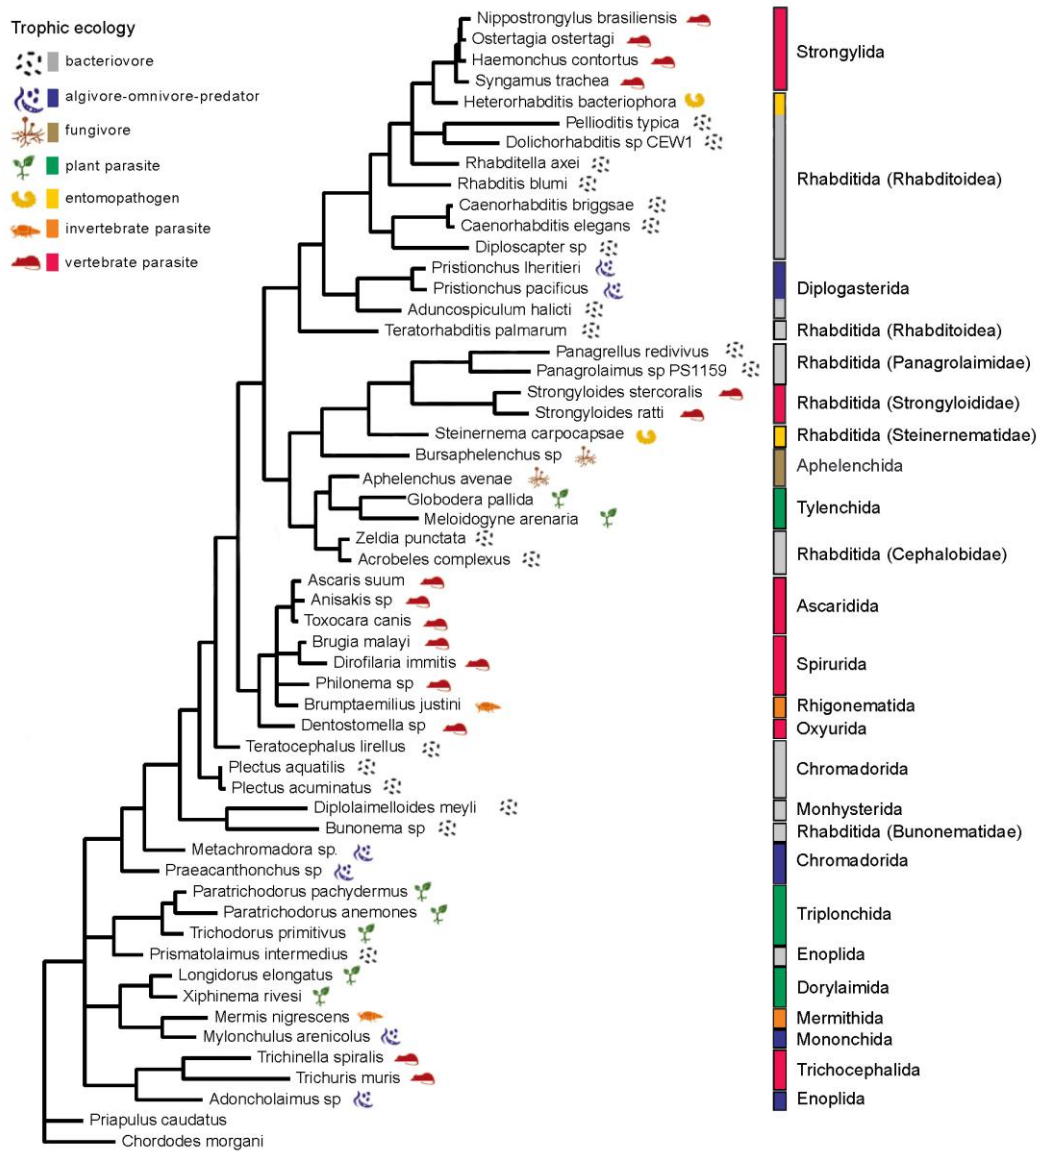 Trophic ecology
bacteriovore
algivore-omnivore-predator
fungivore
plant parasite
entomopathogen
invertebrate parasite
vertebrate parasite
Nippostrongylus brasiliensis
Ostertagia ostertagi
Haemonchus contortus
Syngamus trachea
Heterorhabditis bacteriophora
Pellioditis typica
Dolichorhabditis sp CEW1
Rhabditella axei
Rhabditis blumi
Caenorhabditis briggsae
Caenorhabditis elegans
Diploscapter sp
Pristionchus lheritieri
Pristionchus pacificus
Aduncospiculum halicti
Teratorhabditis palmarum
Panagrellus redivivus
Panagrolaimus sp PS1159
Strongyloides stercoralis
Strongyloides ratti
Steinernema carpocapsae
Bursaphelenchus sp
Aphelenchus avenae
Globodera pallida
Meloidogyne arenaria
Zeldia punctata
Acrobeles complexus
Ascaris suum
Anisakis sp
Toxocara canis
Brugia malayi
Dirofilaria immitis
Philonema sp
Brumptaemilius justini
Dentostomella sp
Teratocephalus lirellus
Plectus aquatilis
Plectus acuminatus
Diplolaimelloides meyli
Bunonema sp
Metachromadora sp.
Praeacanthonchus sp
Paratrichodorus pachydermus
Paratrichodorus anemones
Trichodorus primitivus
Prismatolaimus intermedius
Longidorus elongatus
Xiphinema rivesi
Mermis nigrescens
Mylonchulus arenicolus
Trichinella spiralis
Trichuris muris
Adoncholaimus sp
Priapulus caudatus
Chordodes morgani
Strongylida
Rhabditida (Rhabditoidea)
Diplogasterida
Rhabditida (Rhabditoidea)
Rhabditida (Panagrolaimidae)
Rhabditida (Strongyloididae)
Rhabditida (Steinernematidae)
Aphelenchida
Tylenchida
Rhabditida (Cephalobidae)
Ascaridida
Spirurida
Rhigonematida
Oxyurida
Chromadorida
Monhysterida
Rhabditida (Bunonematidae)
Chromadorida
Triplonchida
Enoplida
Dorylaimida
Mermithida
Mononchida
Trichocephalida
Enoplida